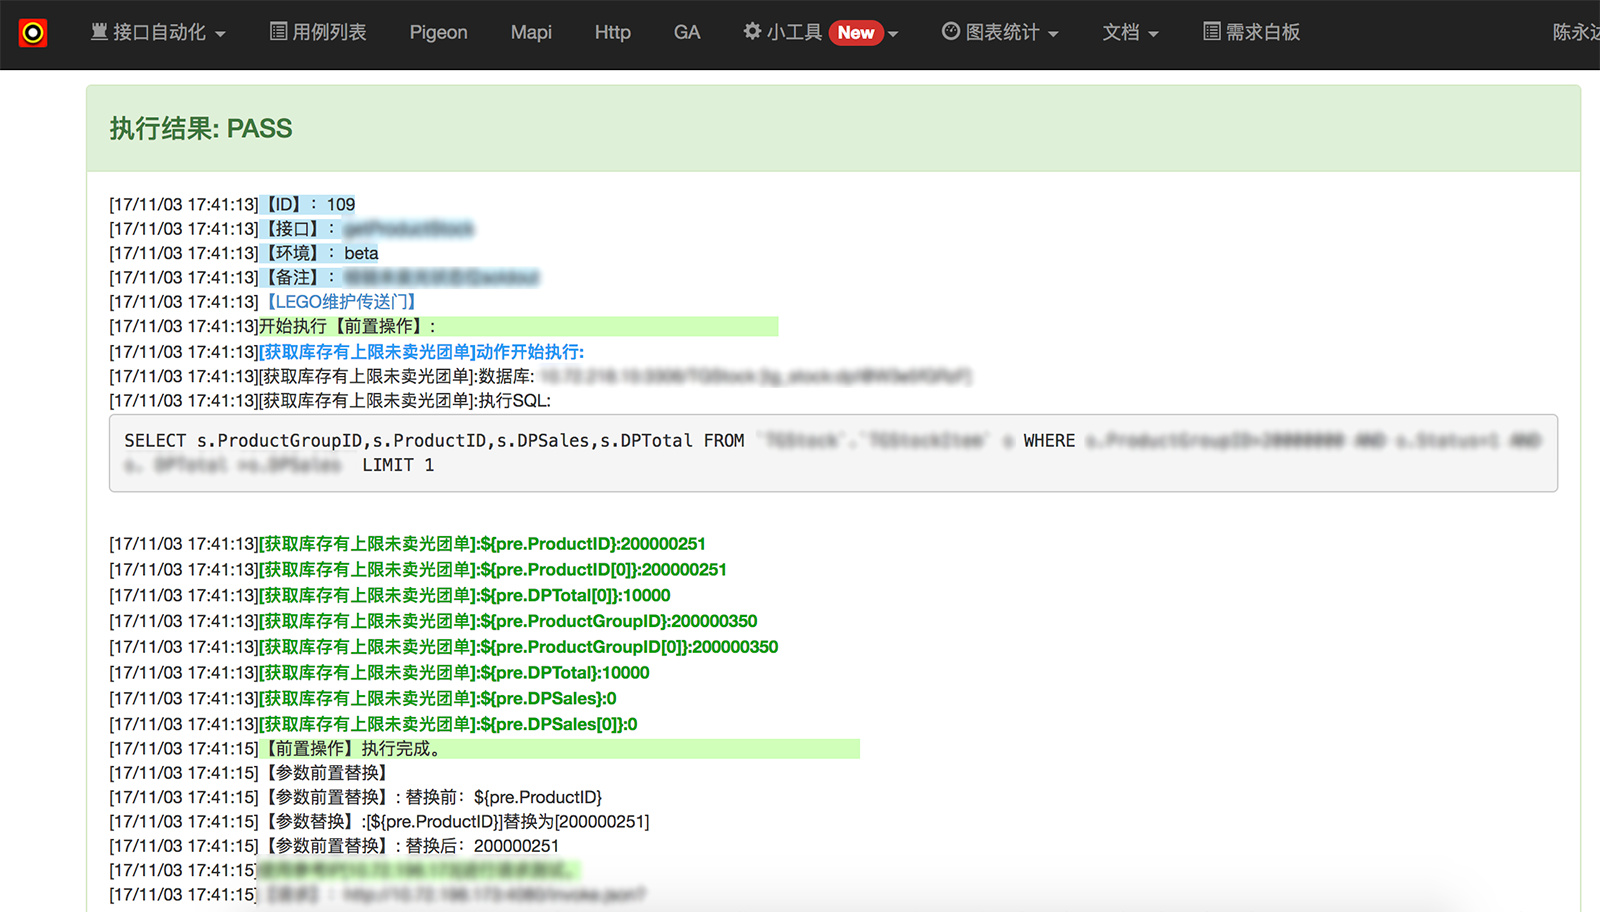 接口自动化 用例列表 Pigeon Mapi Http GA 小工具 New 图表统计 文档 需求白板 陈永达
执行结果: PASS
[17/11/03 17:41:13]【ID】: 109
[17/11/03 17:41:13]【接口】:
[17/11/03 17:41:13]【环境】: beta
[17/11/03 17:41:13]【备注】:
[17/11/03 17:41:13]【LEGO维护传送门】
[17/11/03 17:41:13]开始执行【前置操作】:
[17/11/03 17:41:13][获取库存有上限未卖光团单]动作开始执行:
[17/11/03 17:41:13][获取库存有上限未卖光团单]:数据库:
[17/11/03 17:41:13][获取库存有上限未卖光团单]:执行SQL:
SELECT s.ProductGroupID,s.ProductID,s.DPSales,s.DPTotal FROM WHERE
LIMIT 1
[17/11/03 17:41:13][获取库存有上限未卖光团单]:${pre.ProductID}:200000251
[17/11/03 17:41:13][获取库存有上限未卖光团单]:${pre.ProductID[0]}:200000251
[17/11/03 17:41:13][获取库存有上限未卖光团单]:${pre.DPTotal[0]}:10000
[17/11/03 17:41:13][获取库存有上限未卖光团单]:${pre.ProductGroupID}:200000350
[17/11/03 17:41:13][获取库存有上限未卖光团单]:${pre.ProductGroupID[0]}:200000350
[17/11/03 17:41:13][获取库存有上限未卖光团单]:${pre.DPTotal}:10000
[17/11/03 17:41:13][获取库存有上限未卖光团单]:${pre.DPSales}:0
[17/11/03 17:41:13][获取库存有上限未卖光团单]:${pre.DPSales[0]}:0
[17/11/03 17:41:15]【前置操作】执行完成。
[17/11/03 17:41:15]【参数前置替换】
[17/11/03 17:41:15]【参数前置替换】: 替换前: ${pre.ProductID}
[17/11/03 17:41:15]【参数替换】:[${pre.ProductID}]替换为[200000251]
[17/11/03 17:41:15]【参数前置替换】: 替换后: 200000251
[17/11/03 17:41:15]
[17/11/03 17:41:15]